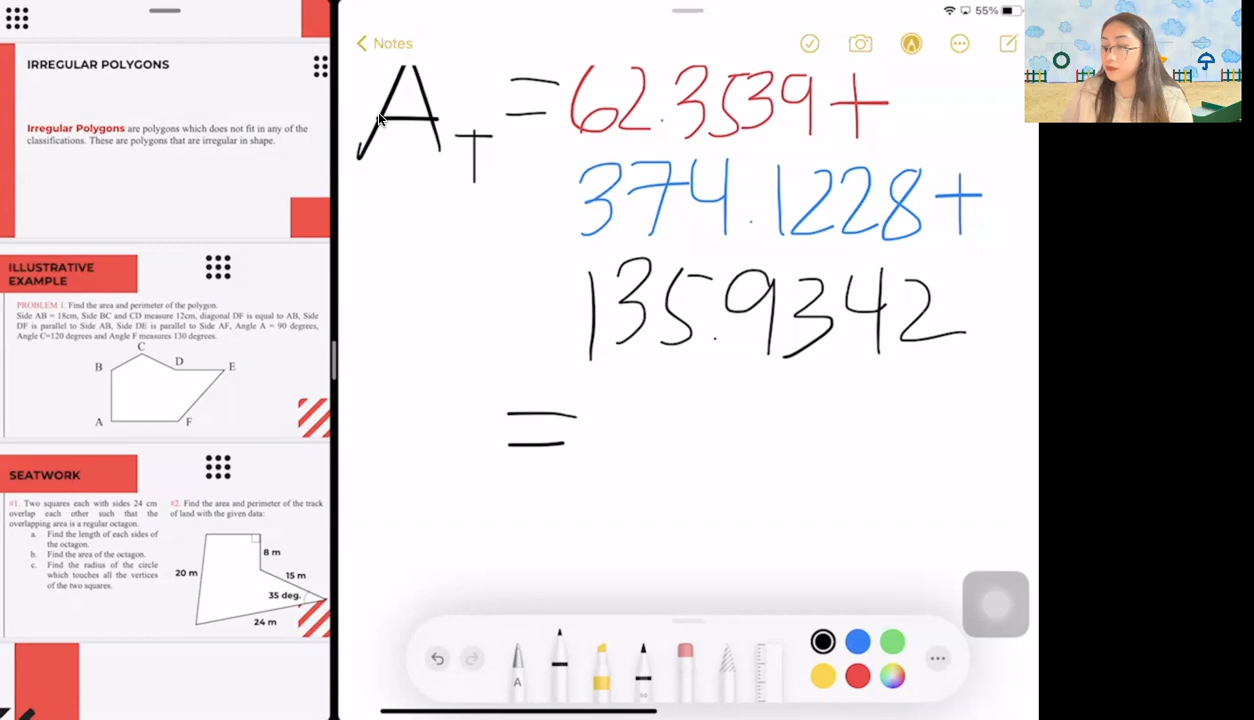 IRREGULAR POLYGONS
Irregular Polygons are polygons which does not fit in any of the
classifications. These are polygons that are irregular in shape.
ILLUSTRATIVE
EXAMPLE
PROBLEM 1. Find the area and perimeter of the polygon.
Side AB = 18cm, Side BC and CD measure 12cm, diagonal DF is equal to AB, Side
DF is parallel to Side AB, Side DE is parallel to Side AF, Angle A = 90 degrees,
Angle C=120 degrees and Angle F measures 130 degrees.
C
B
D
E
A
F
SEATWORK
#1. Two squares each with sides 24 cm
overlap each other such that the
overlapping area is a regular octagon.
a. Find the length of each sides of
the octagon.
b. Find the area of the octagon.
c. Find the radius of the circle
which touches all the vertices
of the two squares.
#2. Find the area and perimeter of the track
of land with the given data:
8 m
20 m
15 m
35 deg.
24 m
55%
Notes
A_T = 62.3539 +
374.1228 +
135.9342
=
A